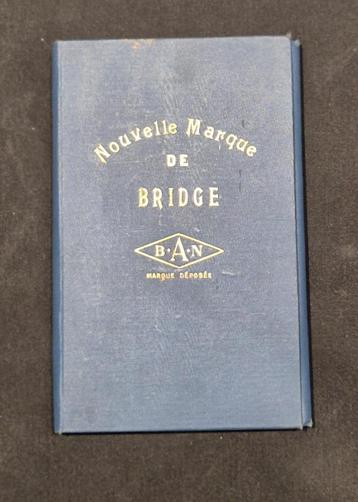 Nouvelle Marque
DE
BRIDGE
B·A·N
MARQUE DÉPOSÉE